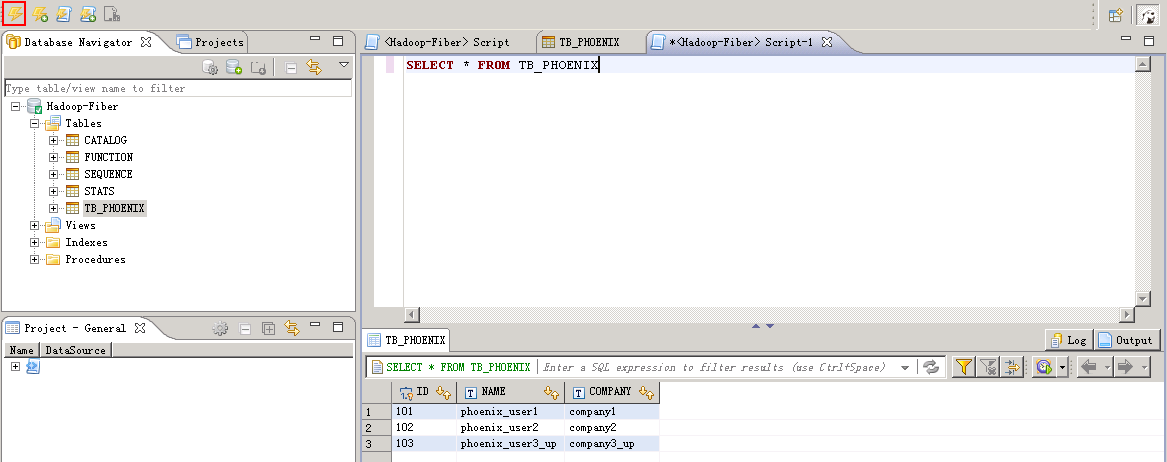 Database Navigator
Projects
<Hadoop-Fiber> Script
TB_PHOENIX
*<Hadoop-Fiber> Script-1
SELECT * FROM TB_PHOENIX
Type table/view name to filter
Hadoop-Fiber
Tables
CATALOG
FUNCTION
SEQUENCE
STATS
TB_PHOENIX
Views
Indexes
Procedures
Project - General
Name DataSource
TB_PHOENIX
Log
Output
SELECT * FROM TB_PHOENIX Enter a SQL expression to filter results (use Ctrl+Space)
ID NAME COMPANY
1 101 phoenix_user1 company1
2 102 phoenix_user2 company2
3 103 phoenix_user3_up company3_up